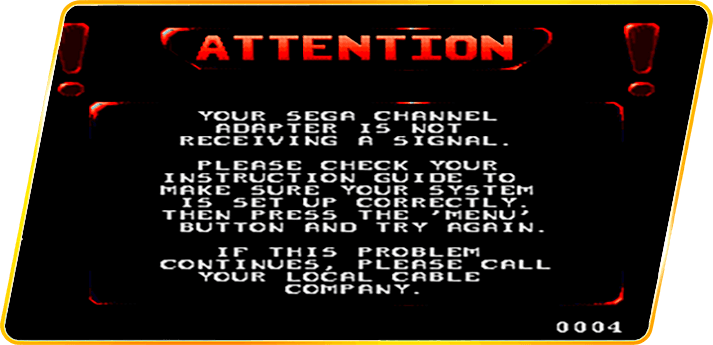 ATTENTION
YOUR SEGA CHANNEL
ADAPTER IS NOT
RECEIVING A SIGNAL.
PLEASE CHECK YOUR
INSTRUCTION GUIDE TO
MAKE SURE YOUR SYSTEM
IS SET UP CORRECTLY.
THEN PRESS THE 'MENU'
BUTTON AND TRY AGAIN.
IF THIS PROBLEM
CONTINUES, PLEASE CALL
YOUR LOCAL CABLE
COMPANY.
0004